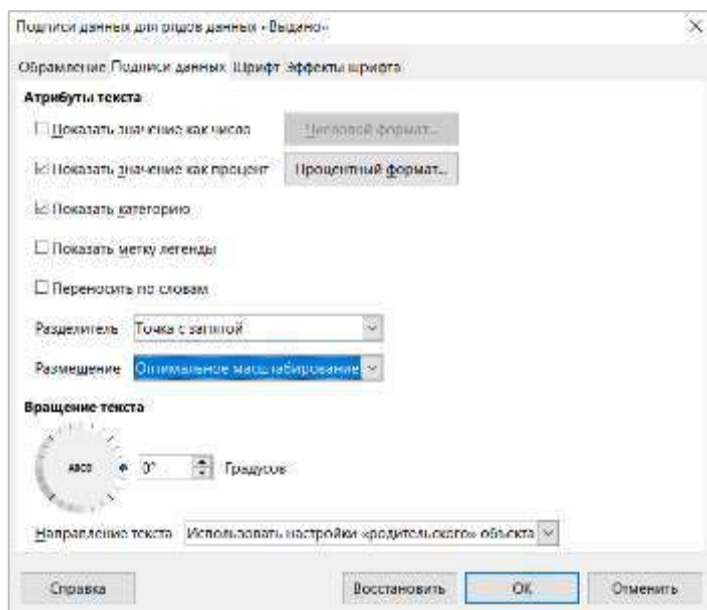 Подписи данных для рядов данных «Выдано»
Обрамление Подписи данных Шрифт Эффекты шрифта
Атрибуты текста
Показать значение как число Числовой формат...
Показать значение как процент Процентный формат...
Показать категорию
Показать метку легенды
Переносить по словам
Разделитель Точка с запятой
Размещение Оптимальное масштабирование
Вращение текста
ABCD 0° Градусов
Направление текста Использовать настройки «родительского» объекта
Справка Восстановить ОК Отменить